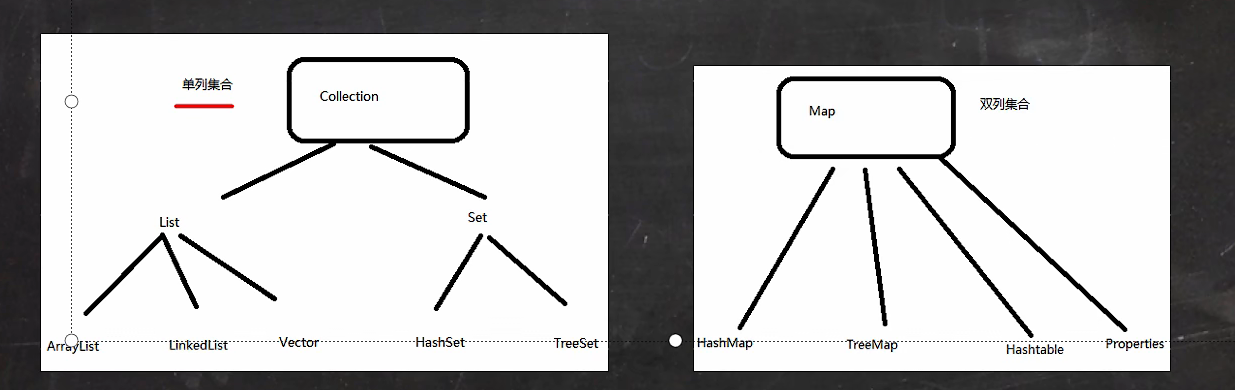 单列集合
Collection
List
Set
ArrayList
LinkedList
Vector
HashSet
TreeSet
Map
双列集合
HashMap
TreeMap
Hashtable
Properties